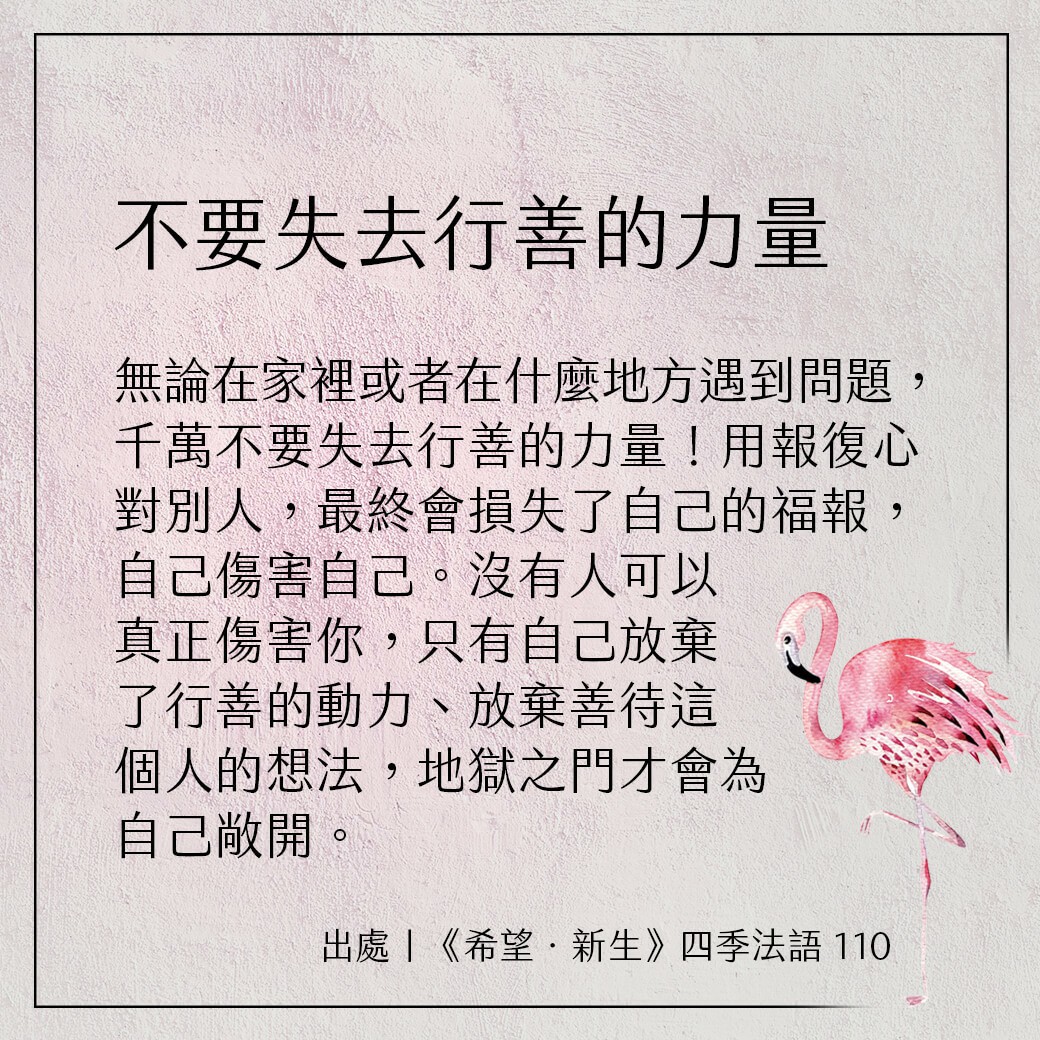 不要失去行善的力量
無論在家裡或者在什麼地方遇到問題，
千萬不要失去行善的力量！用報復心
對別人，最終會損失了自己的福報，
自己傷害自己。沒有人可以
真正傷害你，只有自己放棄
了行善的動力、放棄善待這
個人的想法，地獄之門才會為
自己敞開。
出處 | 《希望．新生》四季法語 110